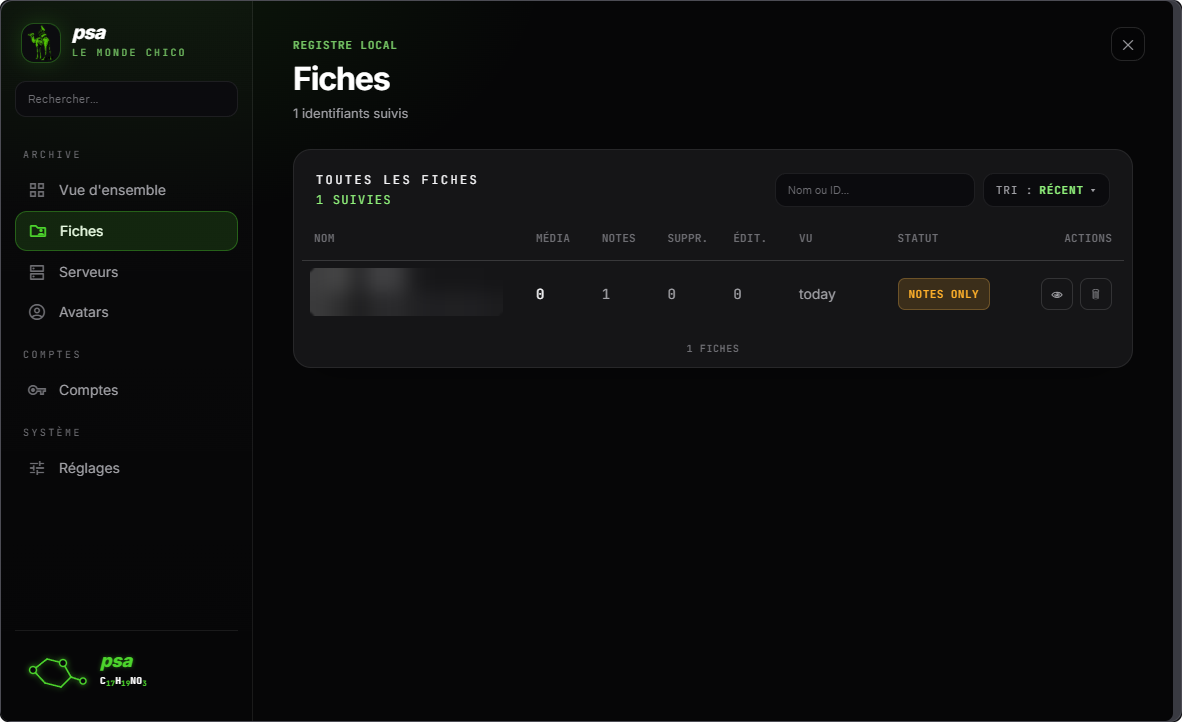 psa
LE MONDE CHICO
Rechercher...
ARCHIVE
Vue d'ensemble
Fiches
Serveurs
Avatars
COMPTES
Comptes
SYSTÈME
Réglages
psa
C17H19NO3
REGISTRE LOCAL
Fiches
1 identifiants suivis
TOUTES LES FICHES
1 SUIVIES
Nom ou ID...
TRI : RÉCENT
NOM MÉDIA NOTES SUPPR. ÉDIT. VU STATUT ACTIONS
0 1 0 0 today NOTES ONLY
1 FICHES